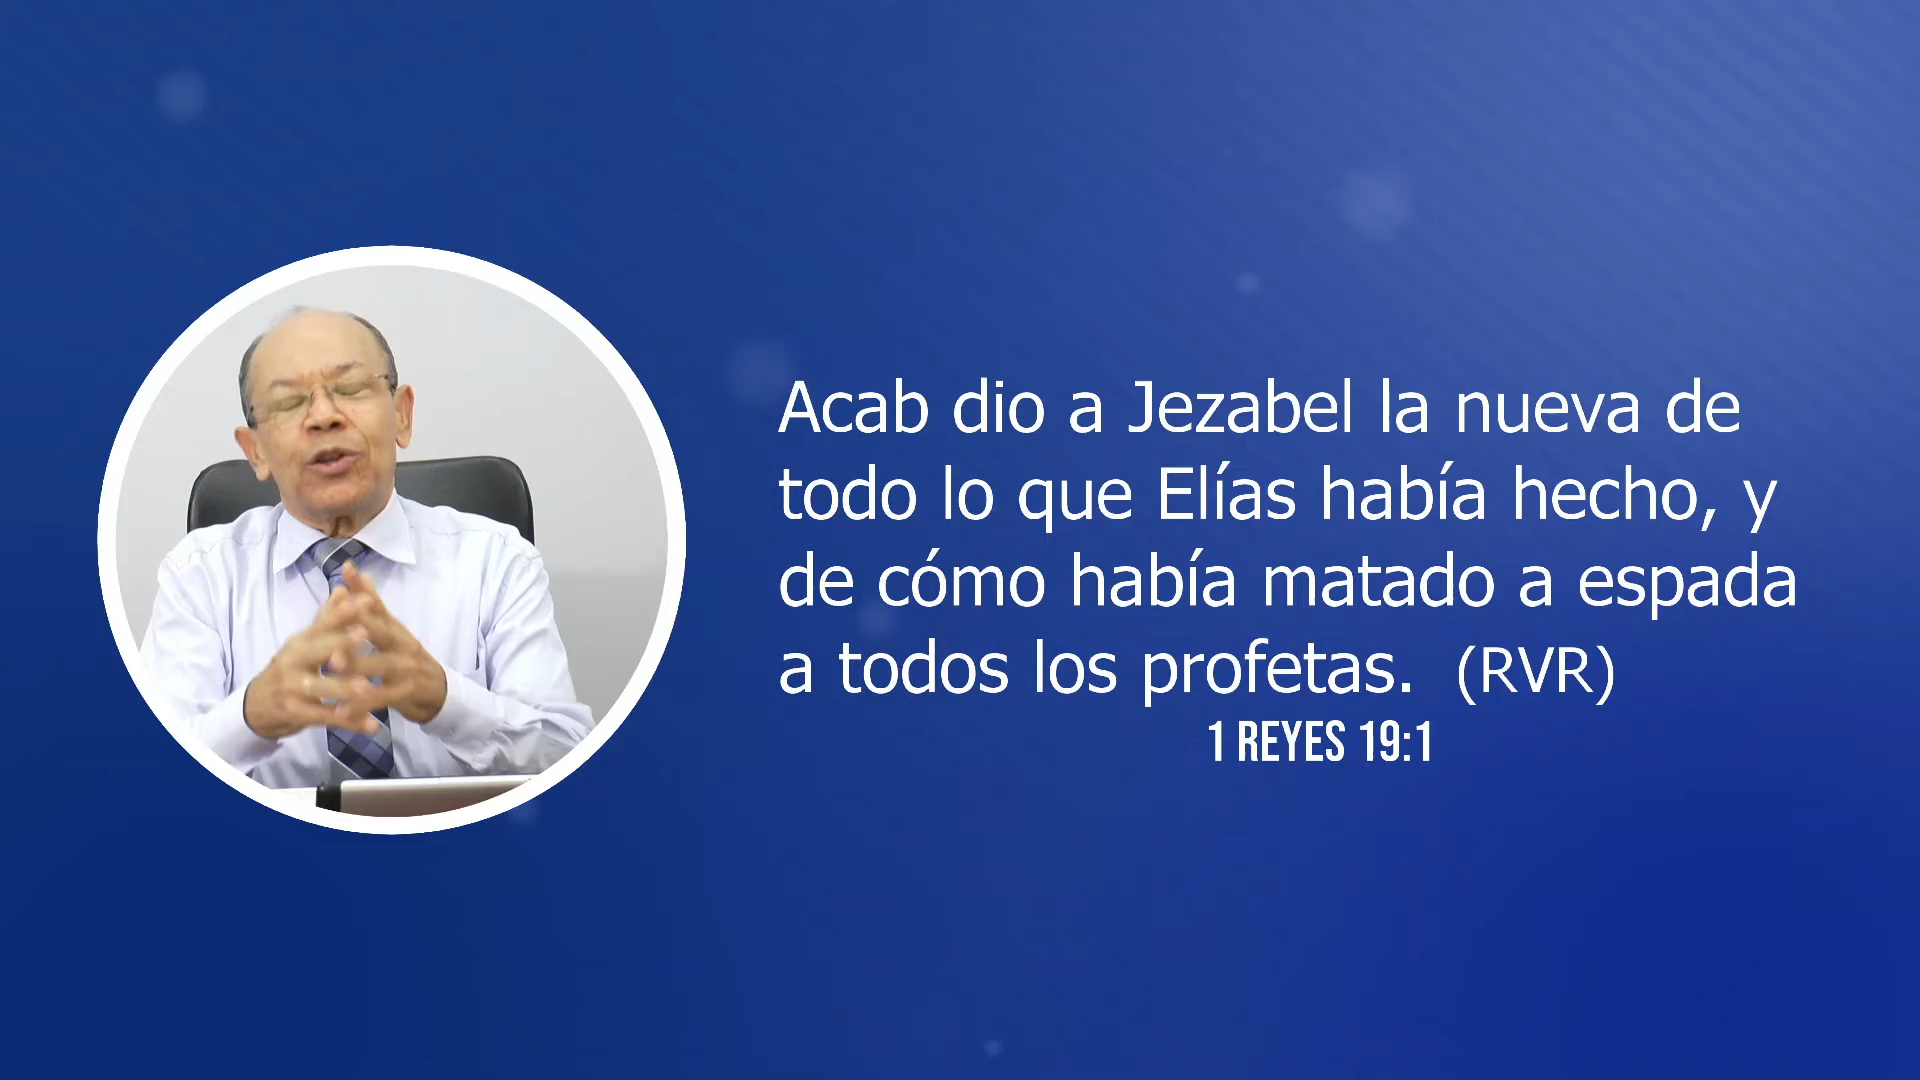 Acab dio a Jezabel la nueva de
todo lo que Elías había hecho, y
de cómo había matado a espada
a todos los profetas. (RVR)
1 REYES 19:1